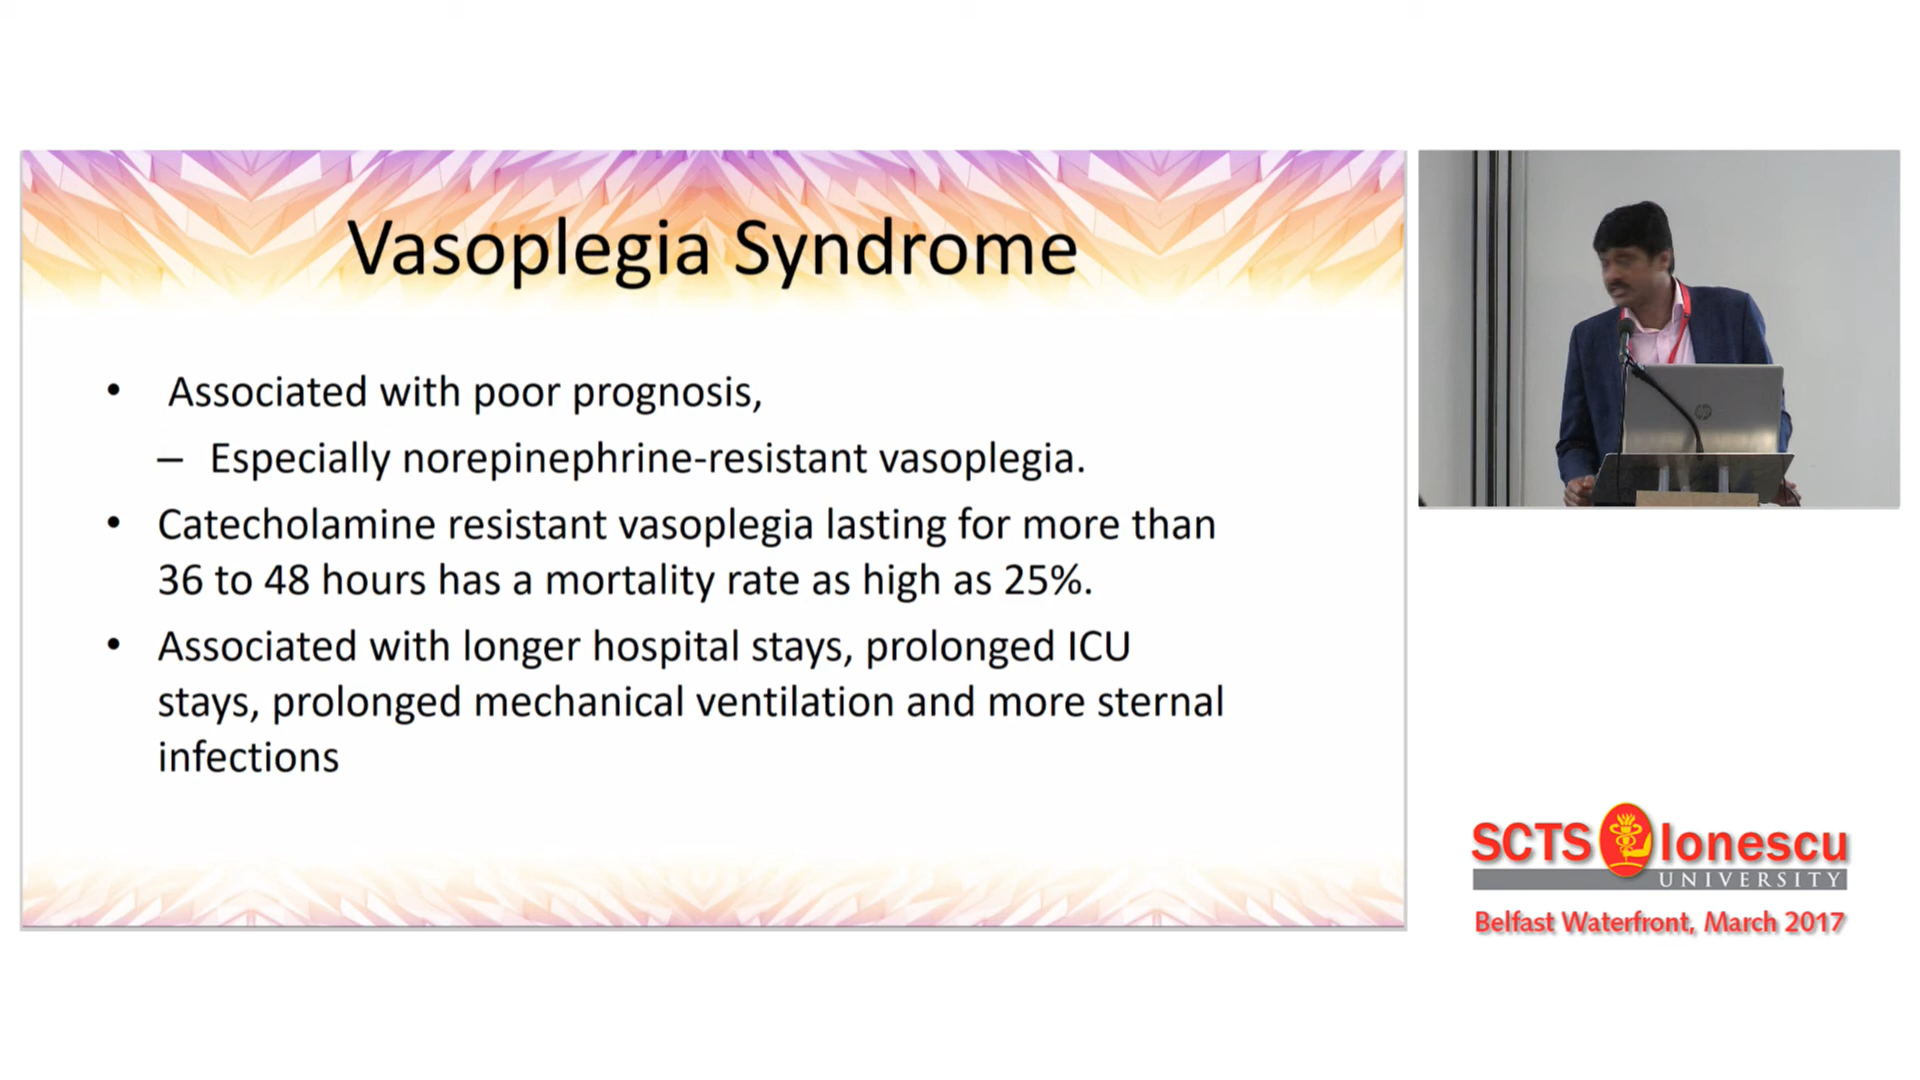 Vasoplegia Syndrome
• Associated with poor prognosis,
– Especially norepinephrine-resistant vasoplegia.
• Catecholamine resistant vasoplegia lasting for more than
36 to 48 hours has a mortality rate as high as 25%.
• Associated with longer hospital stays, prolonged ICU
stays, prolonged mechanical ventilation and more sternal
infections
hp
SCTS Ionescu
UNIVERSITY
Belfast Waterfront, March 2017